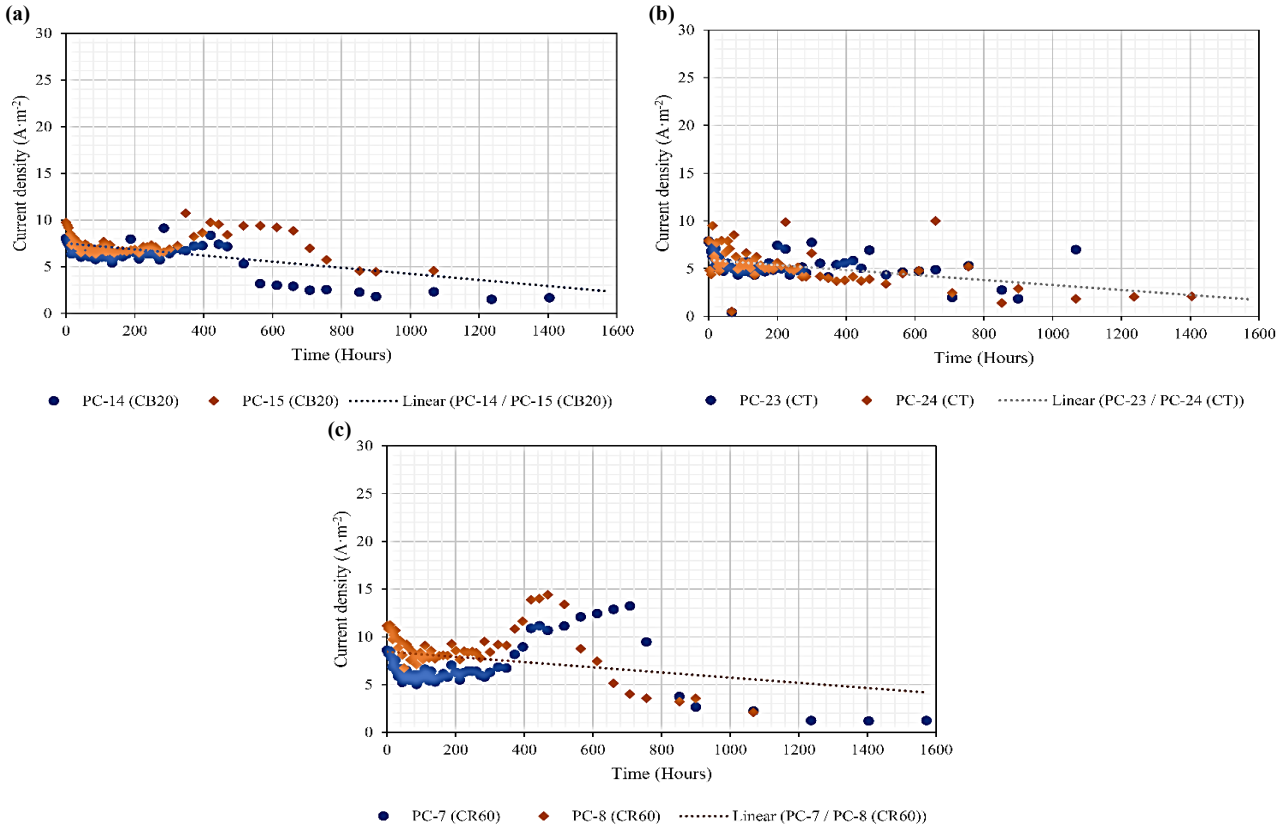 (a)
30
25
20
15
10
5
0
Current density (A·m⁻²)
0 200 400 600 800 1000 1200 1400 1600
Time (Hours)
PC-14 (CB20) PC-15 (CB20) Linear (PC-14 / PC-15 (CB20))
(b)
30
25
20
15
10
5
0
Current density (A·m⁻²)
0 200 400 600 800 1000 1200 1400 1600
Time (Hours)
PC-23 (CT) PC-24 (CT) Linear (PC-23 / PC-24 (CT))
(c)
30
25
20
15
10
5
0
Current density (A·m⁻²)
0 200 400 600 800 1000 1200 1400 1600
Time (Hours)
PC-7 (CR60) PC-8 (CR60) Linear (PC-7 / PC-8 (CR60))